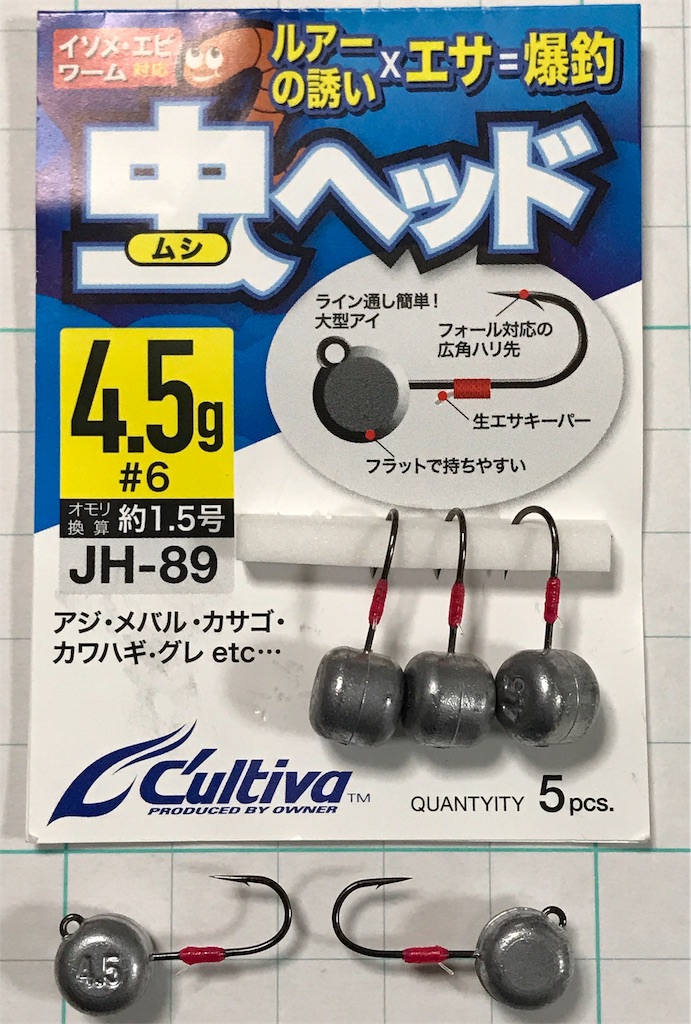 イソメ・エビ
ワーム対応
ルアー
の誘い×エサ=爆釣
虫ヘッド
ムシ
ライン通し簡単!
大型アイ
フォール対応の
広角ハリ先
生エサキーパー
フラットで持ちやすい
4.5g
#6
オモリ
換算 約1.5号
JH-89
アジ・メバル・カサゴ・
カワハギ・グレ etc…
4.5
C'ultiva™
PRODUCED BY OWNER
QUANTYITY 5pcs.
4.5